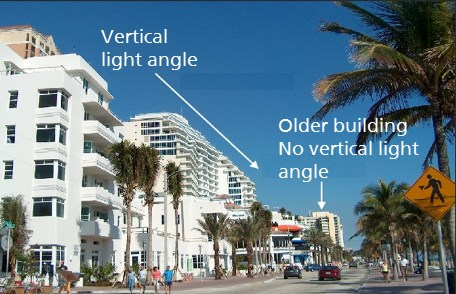 Vertical
light angle
Older building
No vertical light
angle